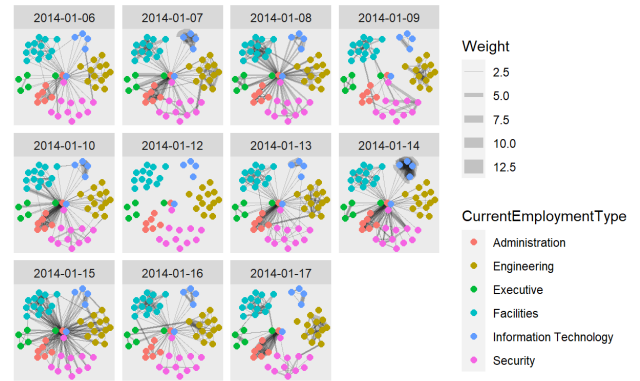 2014-01-06 2014-01-07 2014-01-08 2014-01-09
2014-01-10 2014-01-12 2014-01-13 2014-01-14
2014-01-15 2014-01-16 2014-01-17
Weight
2.5
5.0
7.5
10.0
12.5
CurrentEmploymentType
Administration
Engineering
Executive
Facilities
Information Technology
Security